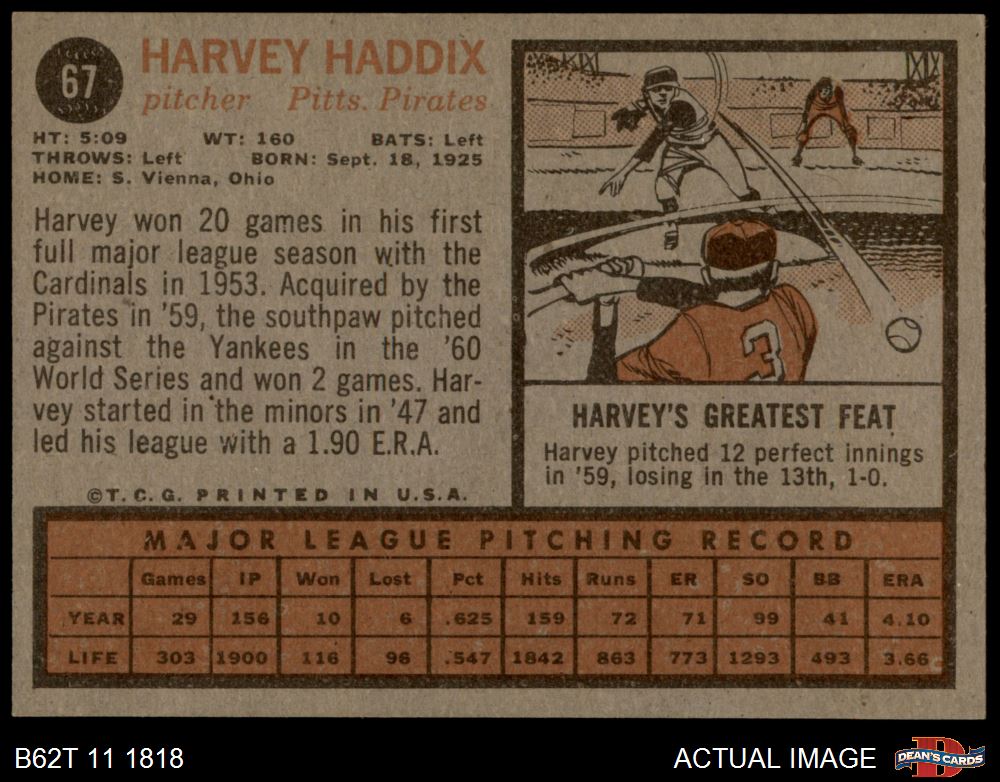 67
HARVEY HADDIX
pitcher Pitts. Pirates
HT: 5:09 WT: 160 BATS: Left
THROWS: Left BORN: Sept. 18, 1925
HOME: S. Vienna, Ohio
Harvey won 20 games in his first
full major league season with the
Cardinals in 1953. Acquired by the
Pirates in '59, the southpaw pitched
against the Yankees in the '60
World Series and won 2 games. Har-
vey started in the minors in '47 and
led his league with a 1.90 E.R.A.
©T.C.G. PRINTED IN U.S.A.
3
HARVEY'S GREATEST FEAT
Harvey pitched 12 perfect innings
in '59, losing in the 13th, 1-0.
MAJOR LEAGUE PITCHING RECORD
Games IP Won Lost Pct Hits Runs ER SO BB ERA
YEAR 29 156 10 6 .625 159 72 71 99 41 4.10
LIFE 303 1900 116 96 .547 1842 863 773 1293 493 3.66
B62T 11 1818 ACTUAL IMAGE
D
DEAN'S CARDS